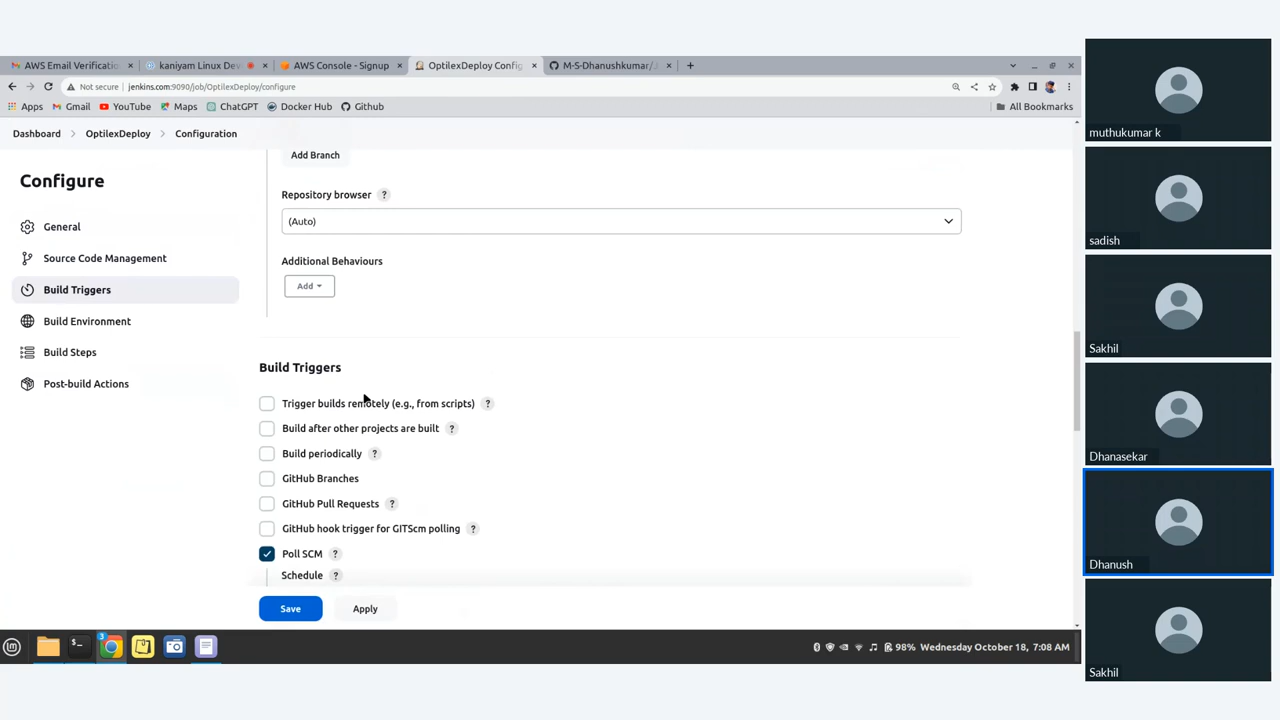 AWS Email Verificati
kaniyam Linux Dev
AWS Console - Signup
OptilexDeploy Config
M-S-Dhanushkumar/
Not secure
jenkins.com:9090/job/OptilexDeploy/configure
Apps
Gmail
YouTube
Maps
ChatGPT
Docker Hub
Github
All Bookmarks
Dashboard
OptilexDeploy
Configuration
Configure
General
Source Code Management
Build Triggers
Build Environment
Build Steps
Post-build Actions
Add Branch
Repository browser ?
(Auto)
Additional Behaviours
Add
Build Triggers
Trigger builds remotely (e.g., from scripts) ?
Build after other projects are built ?
Build periodically ?
GitHub Branches
GitHub Pull Requests ?
GitHub hook trigger for GITScm polling ?
Poll SCM ?
Schedule ?
Save
Apply
3
98% Wednesday October 18, 7:08 AM
muthukumar k
sadish
Sakhil
Dhanasekar
Dhanush
Sakhil